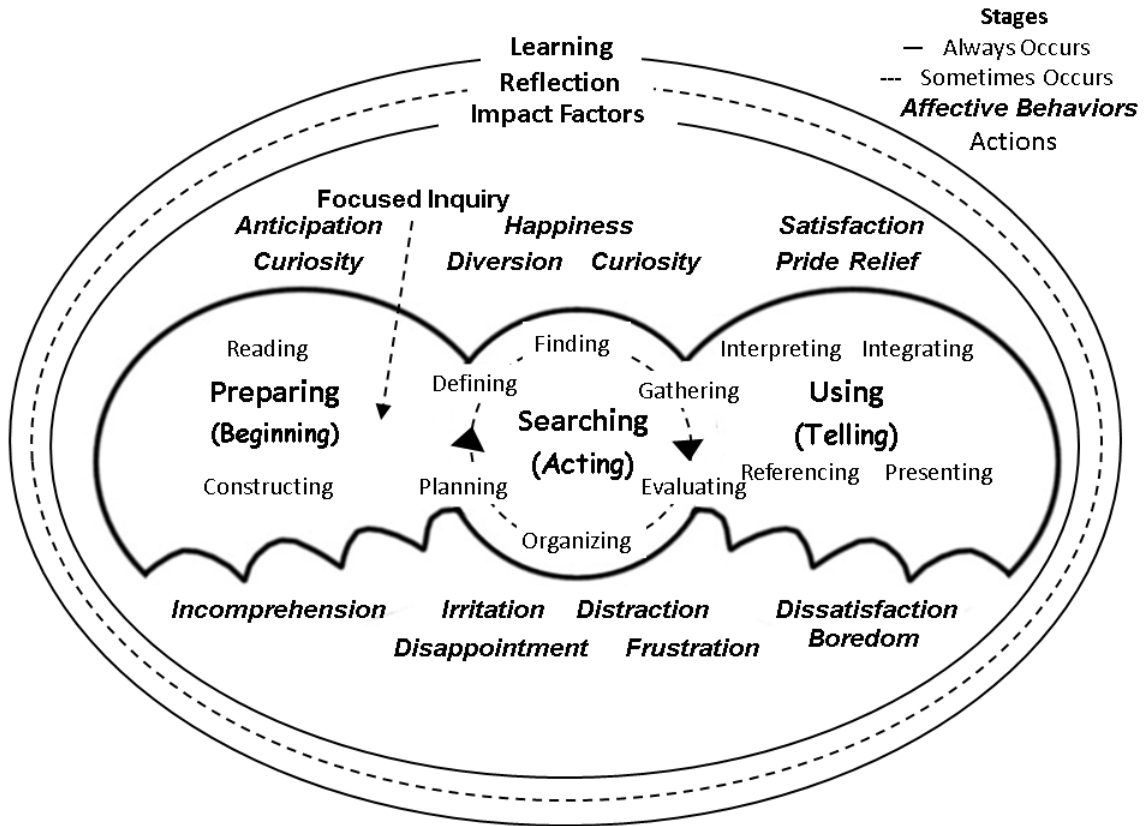 Stages
— Always Occurs
--- Sometimes Occurs
Affective Behaviors
Actions
Learning
Reflection
Impact Factors
Focused Inquiry
Anticipation Happiness Satisfaction
Curiosity Diversion Curiosity Pride Relief
Reading Finding Interpreting Integrating
Defining Gathering
Preparing Searching Using
(Beginning) (Acting) (Telling)
Constructing Planning Evaluating Referencing Presenting
Organizing
Incomprehension Irritation Distraction Dissatisfaction
Disappointment Frustration Boredom